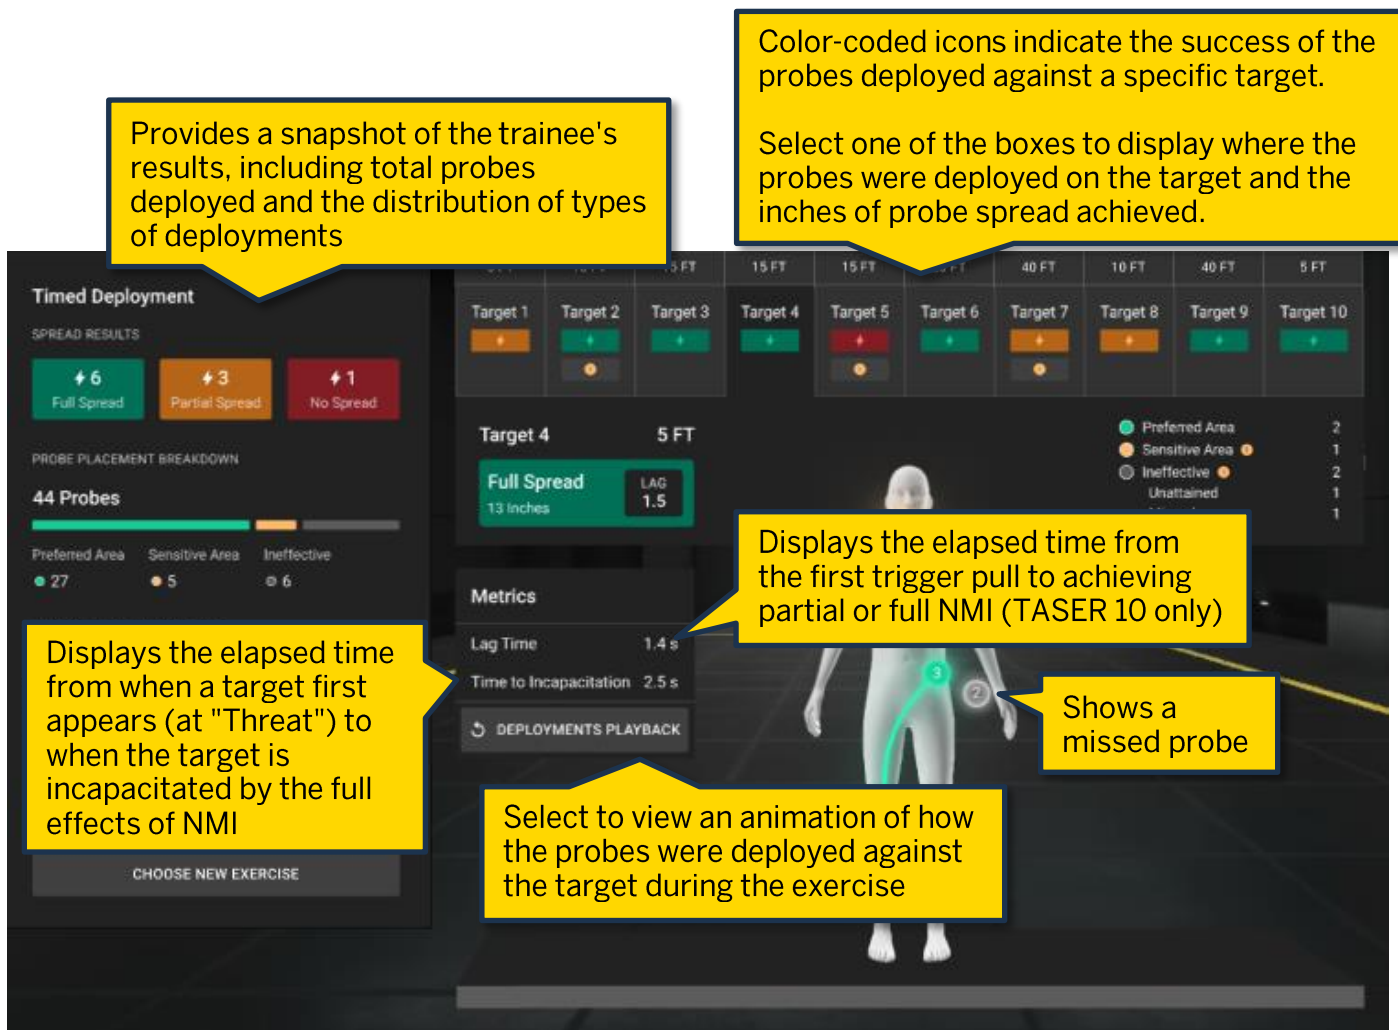 Color-coded icons indicate the success of the
probes deployed against a specific target.
Select one of the boxes to display where the
probes were deployed on the target and the
inches of probe spread achieved.
Provides a snapshot of the trainee's
results, including total probes
deployed and the distribution of types
of deployments
Timed Deployment
SPREAD RESULTS
6
Full Spread
3
Partial Spread
1
No Spread
PROBE PLACEMENT BREAKDOWN
44 Probes
Preferred Area Sensitive Area Ineffective
27 5 6
Displays the elapsed time
from when a target first
appears (at "Threat") to
when the target is
incapacitated by the full
effects of NMI
CHOOSE NEW EXERCISE
15 FT 15 FT 40 FT 10 FT 40 FT 5 FT
Target 1 Target 2 Target 3 Target 4 Target 5 Target 6 Target 7 Target 8 Target 9 Target 10
Target 4 5 FT
Full Spread
13 Inches
LAG
1.5
Preferred Area 2
Sensitive Area 1
Ineffective 2
Unattained 1
1
Displays the elapsed time from
the first trigger pull to achieving
partial or full NMI (TASER 10 only)
Metrics
Lag Time 1.4 s
Time to Incapacitation 2.5 s
DEPLOYMENTS PLAYBACK
3
2
Shows a
missed probe
Select to view an animation of how
the probes were deployed against
the target during the exercise